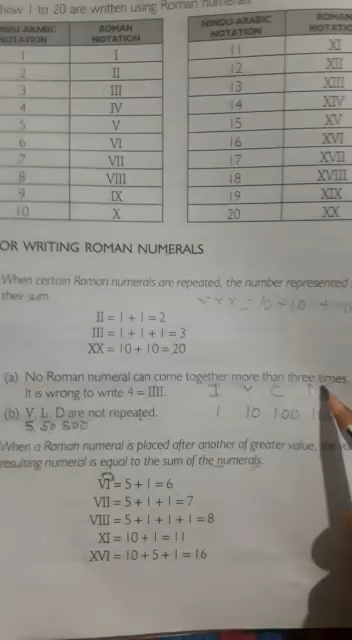 how 1 to 20 are written using Roman numerals.
HINDU-ARABIC NOTATION ROMAN NOTATION
1 I
2 II
3 III
4 IV
5 V
6 VI
7 VII
8 VIII
9 IX
10 X
HINDU-ARABIC NOTATION ROMAN NOTATION
11 XI
12 XII
13 XIII
14 XIV
15 XV
16 XVI
17 XVII
18 XVIII
19 XIX
20 XX
OR WRITING ROMAN NUMERALS
When certain Roman numerals are repeated, the number represented
their sum.
XXX = 10 + 10 +
II = 1 + 1 = 2
III = 1 + 1 + 1 = 3
XX = 10 + 10 = 20
(a) No Roman numeral can come together more than three times.
It is wrong to write 4 = IIII.
I X C
(b) V, L, D are not repeated.
1 10 100
5 50 500
When a Roman numeral is placed after another of greater value, the
resulting numeral is equal to the sum of the numerals.
VI = 5 + 1 = 6
VII = 5 + 1 + 1 = 7
VIII = 5 + 1 + 1 + 1 = 8
XI = 10 + 1 = 11
XVI = 10 + 5 + 1 = 16